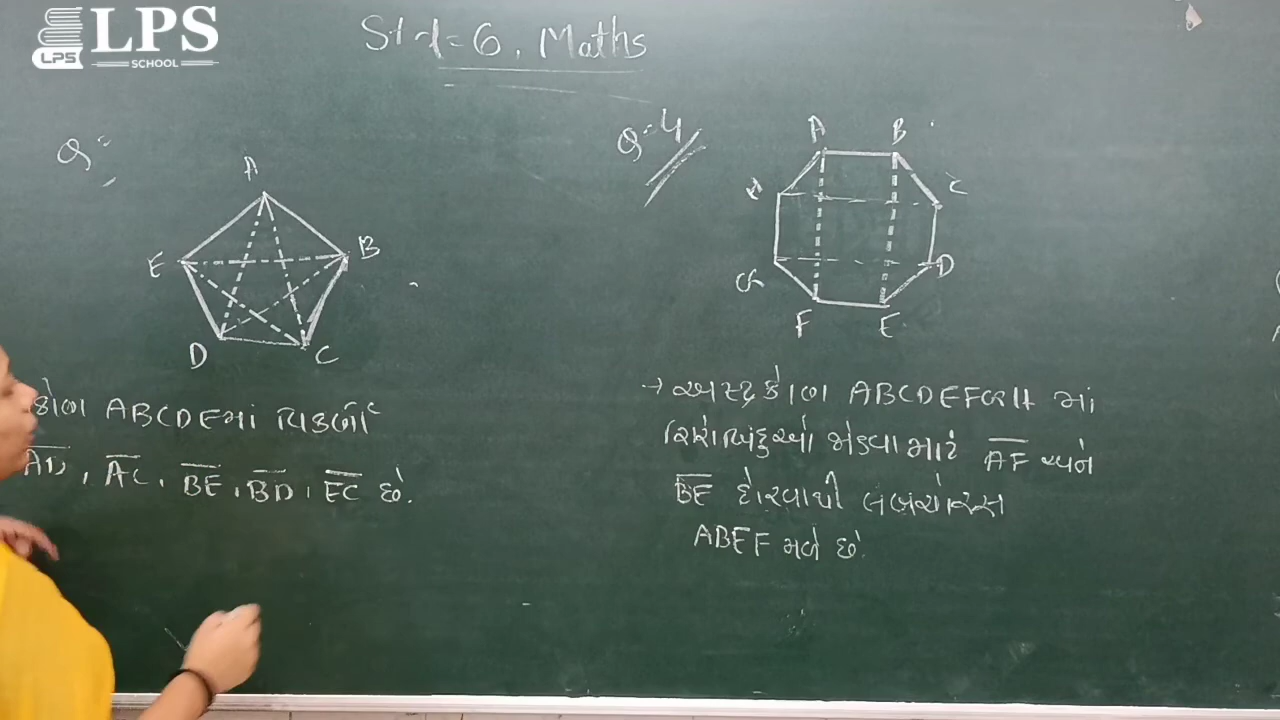 LPS
LPS
SCHOOL
Std = 6, Maths
Q =
A
E
B
D
C
ABCDEમાં વિકર્ણો
AD, AC, BE, BD, EC છે.
Q-4
A
B
H
C
G
D
F
E
→ અષ્ટકોણ ABCDEFGH માં
શિરોબિંદુઓ જોડવા માટે AF અને
BE દોરવાથી લંબચોરસ
ABEF મળે છે.